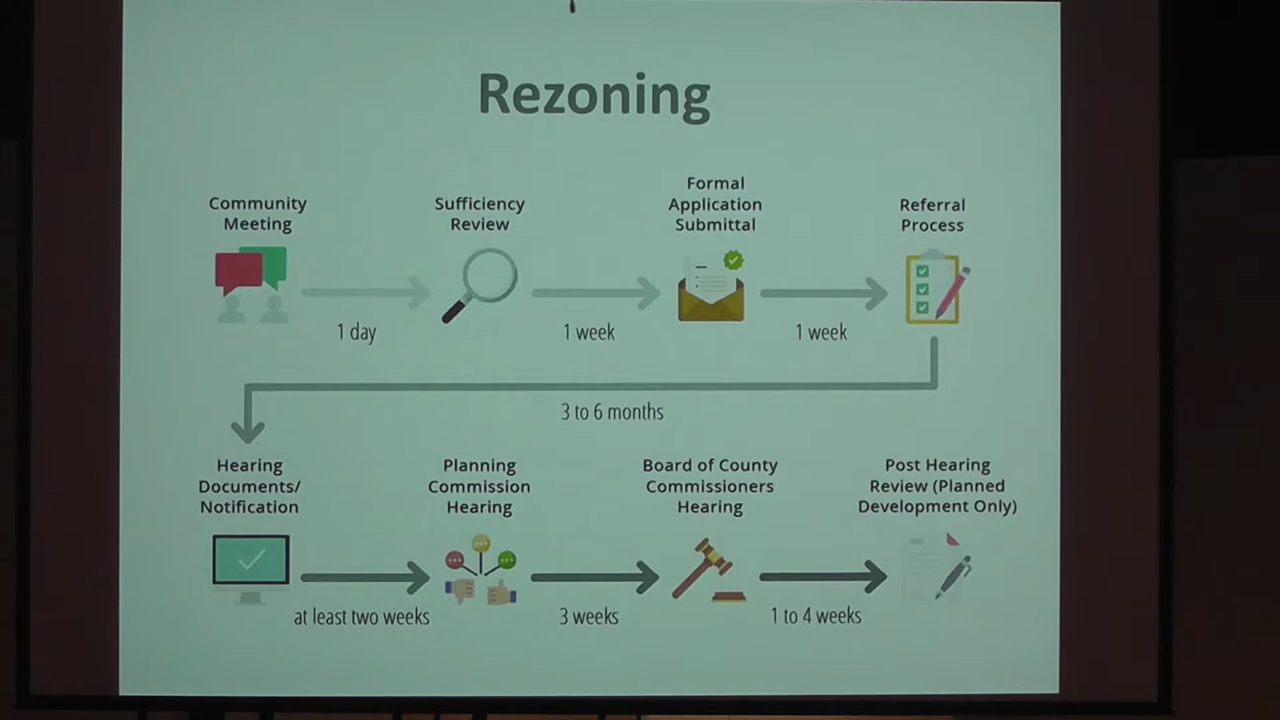 Rezoning
Community
Meeting
Sufficiency
Review
Formal
Application
Submittal
Referral
Process
1 day
1 week
1 week
3 to 6 months
Hearing
Documents/
Notification
Planning
Commission
Hearing
Board of County
Commissioners
Hearing
Post Hearing
Review (Planned
Development Only)
at least two weeks
3 weeks
1 to 4 weeks